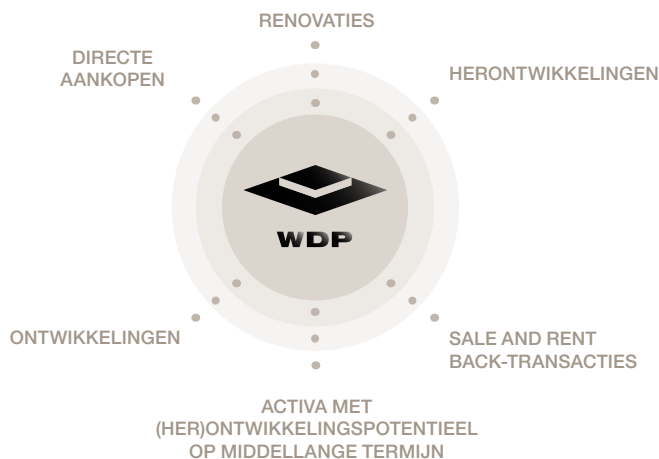 RENOVATIES
DIRECTE
AANKOPEN
HERONTWIKKELINGEN
WDP
ONTWIKKELINGEN
SALE AND RENT
BACK-TRANSACTIES
ACTIVA MET
(HER)ONTWIKKELINGSPOTENTIEEL
OP MIDDELLANGE TERMIJN